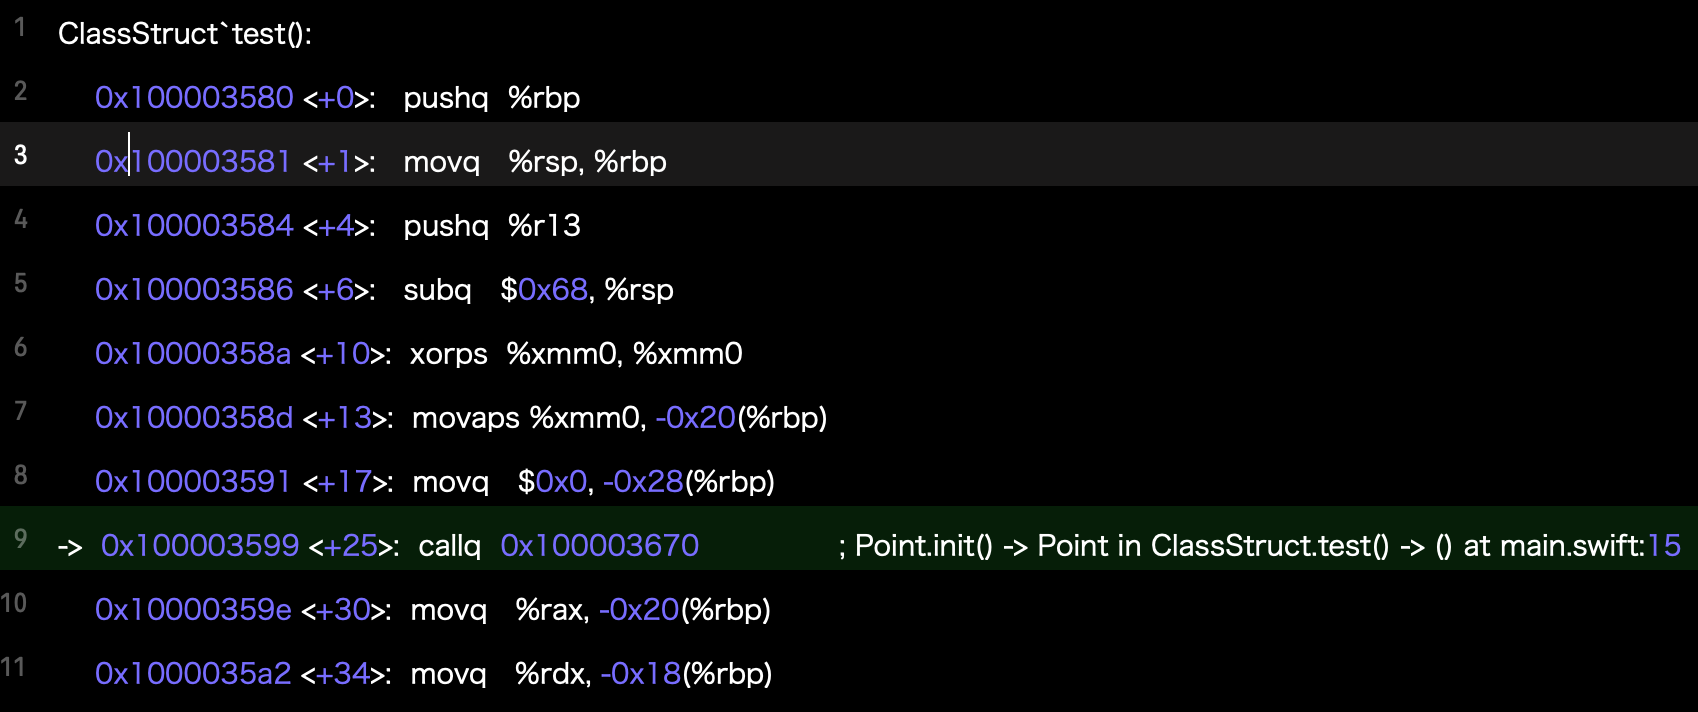 1 ClassStruct`test():
2 0x100003580 <+0>: pushq %rbp
3 0x100003581 <+1>: movq %rsp, %rbp
4 0x100003584 <+4>: pushq %r13
5 0x100003586 <+6>: subq $0x68, %rsp
6 0x10000358a <+10>: xorps %xmm0, %xmm0
7 0x10000358d <+13>: movaps %xmm0, -0x20(%rbp)
8 0x100003591 <+17>: movq $0x0, -0x28(%rbp)
9 -> 0x100003599 <+25>: callq 0x100003670 ; Point.init() -> Point in ClassStruct.test() -> () at main.swift:15
10 0x10000359e <+30>: movq %rax, -0x20(%rbp)
11 0x1000035a2 <+34>: movq %rdx, -0x18(%rbp)